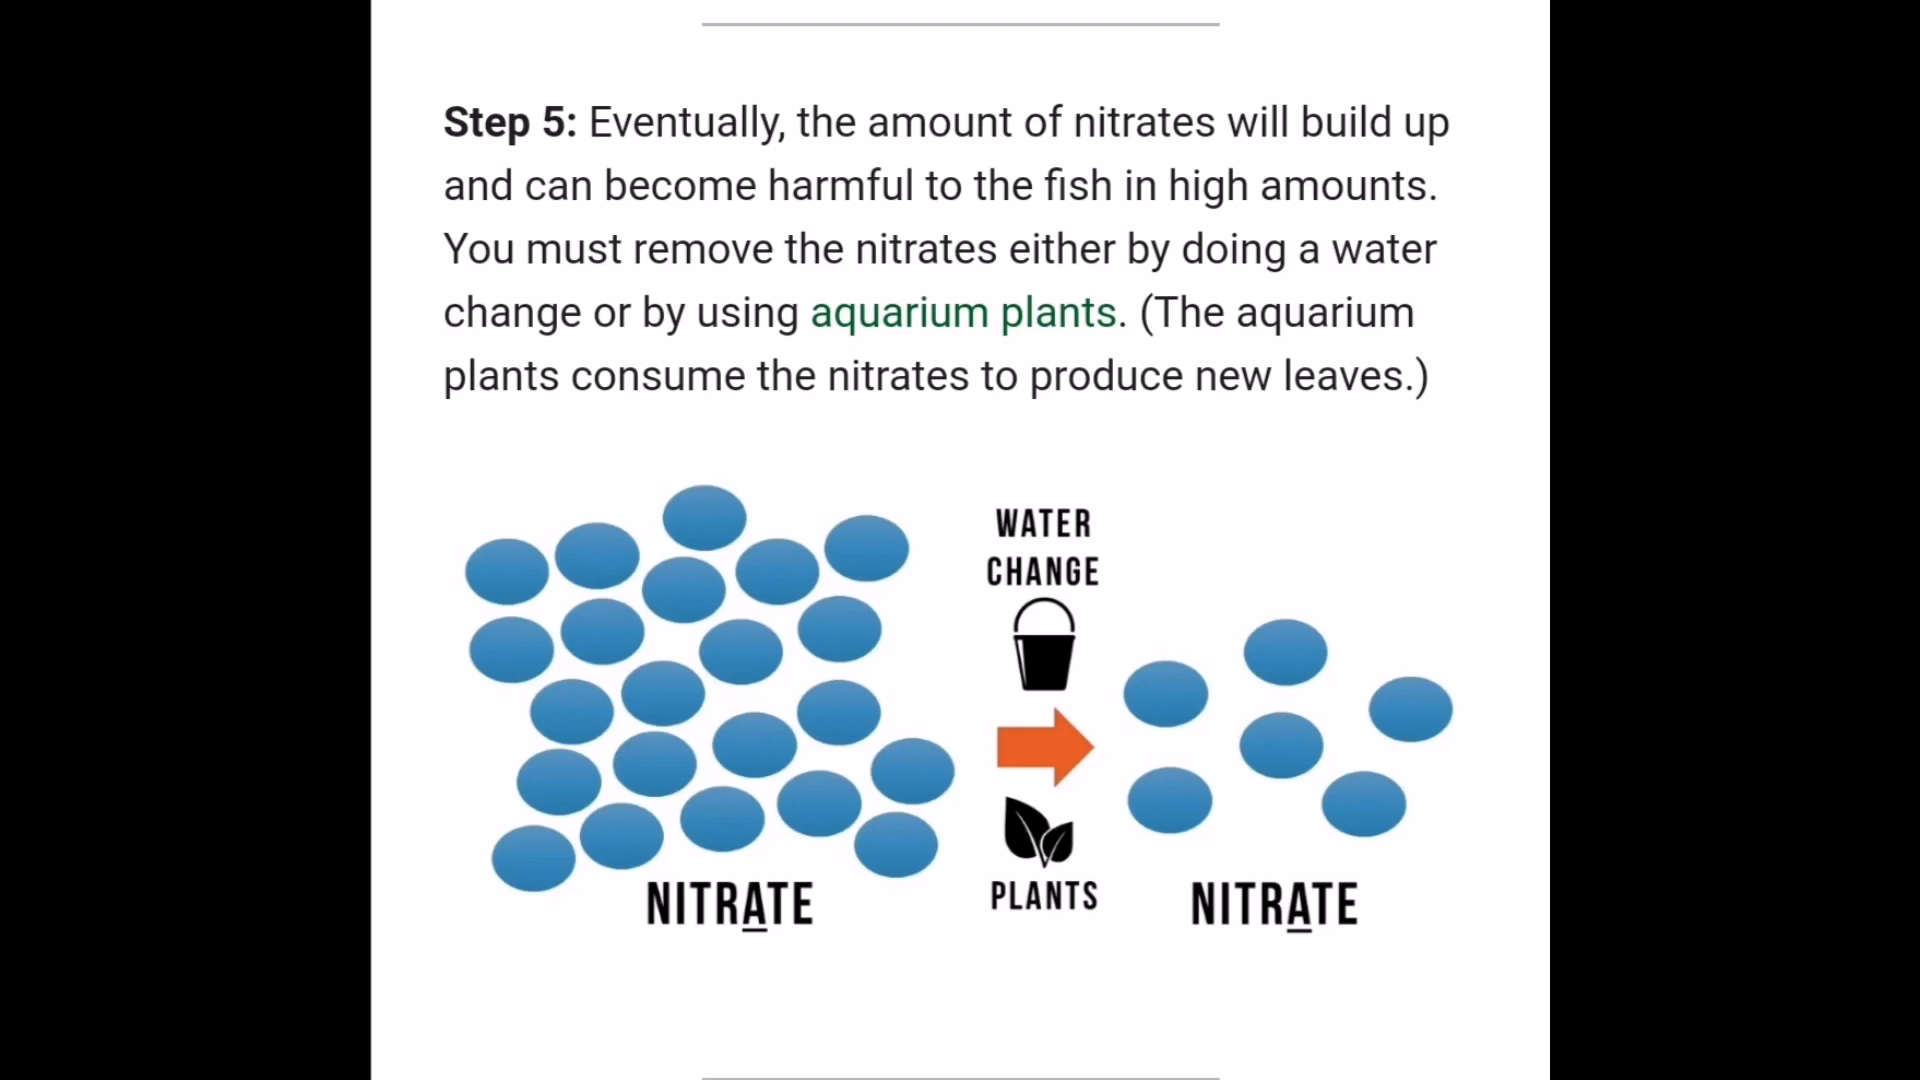 Step 5: Eventually, the amount of nitrates will build up
and can become harmful to the fish in high amounts.
You must remove the nitrates either by doing a water
change or by using aquarium plants. (The aquarium
plants consume the nitrates to produce new leaves.)
WATER
CHANGE
PLANTS
NITRATE
NITRATE